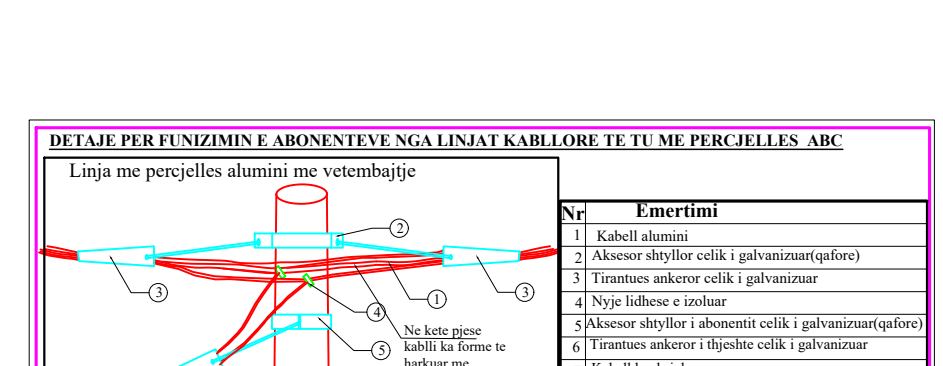 DETAJE PER FUNIZIMIN E ABONENTEVE NGA LINJAT KABLLORE TE TU ME PERCJELLES ABC
Linja me percjelles alumini me vetembajtje
2
3
3
1
4
5
Ne kete pjese
kablli ka forme te
harkuar me
Nr Emertimi
1 Kabell alumini
2 Aksesor shtyllor celik i galvanizuar(qafore)
3 Tirantues ankeror celik i galvanizuar
4 Nyje lidhese e izoluar
5 Aksesor shtyllor i abonentit celik i galvanizuar(qafore)
6 Tirantues ankeror i thjeshte celik i galvanizuar